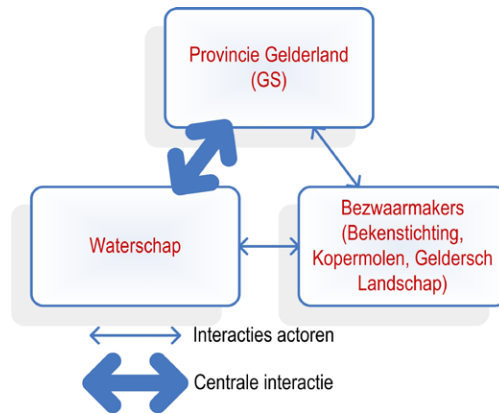 Provincie Gelderland
(GS)
Waterschap
Bezwaarmakers
(Bekenstichting,
Kopermolen, Geldersch
Landschap)
Interacties actoren
Centrale interactie